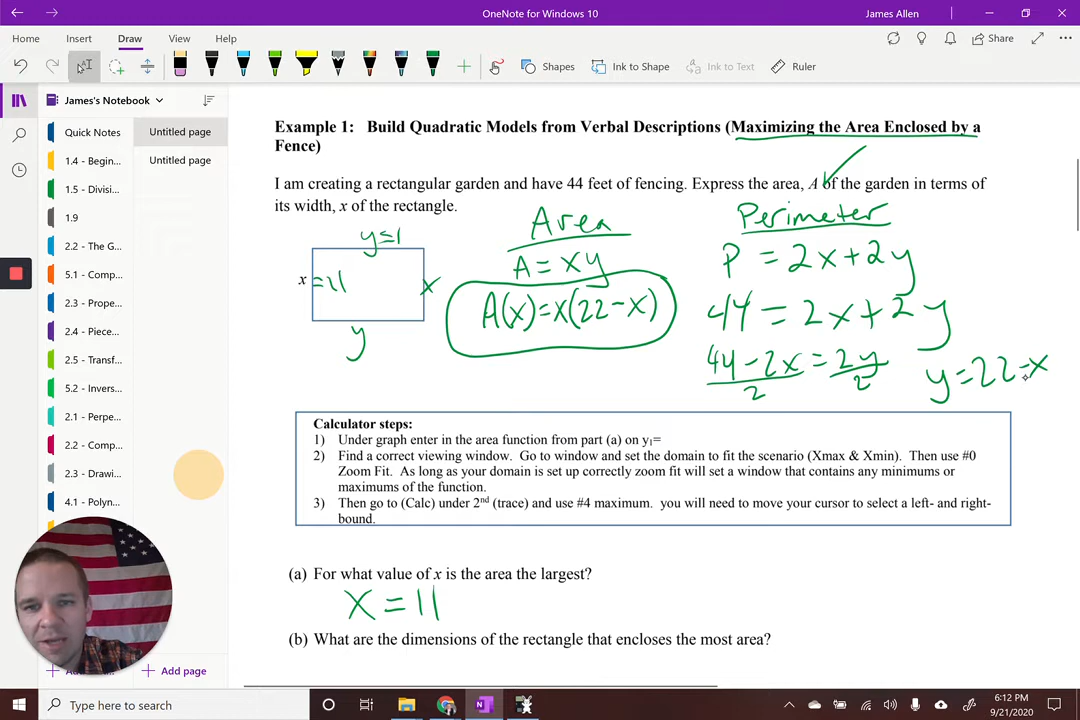 OneNote for Windows 10
James Allen
Home Insert Draw View Help
Share
Shapes Ink to Shape Ink to Text Ruler
James's Notebook
Quick Notes
1.4 - Begin...
1.5 - Divisi...
1.9
2.2 - The G...
5.1 - Comp...
2.3 - Prope...
2.4 - Piece...
2.5 - Transf...
5.2 - Invers...
2.1 - Perpe...
2.2 - Comp...
2.3 - Drawi...
4.1 - Polyn...
Untitled page
Untitled page
Add page
Example 1: Build Quadratic Models from Verbal Descriptions (Maximizing the Area Enclosed by a
Fence)
I am creating a rectangular garden and have 44 feet of fencing. Express the area, A of the garden in terms of
its width, x of the rectangle.
y=1
x =11
x
y
Area
A = xy
A(x)=x(22-x)
Perimeter
P = 2x+2y
44 = 2x+2y
44-2x = 2y
2 2
y=22-x
Calculator steps:
1) Under graph enter in the area function from part (a) on y1=
2) Find a correct viewing window. Go to window and set the domain to fit the scenario (Xmax & Xmin). Then use #0
Zoom Fit. As long as your domain is set up correctly zoom fit will set a window that contains any minimums or
maximums of the function.
3) Then go to (Calc) under 2nd (trace) and use #4 maximum. you will need to move your cursor to select a left- and right-
bound.
(a) For what value of x is the area the largest?
x = 11
(b) What are the dimensions of the rectangle that encloses the most area?
Type here to search
6:12 PM
9/21/2020